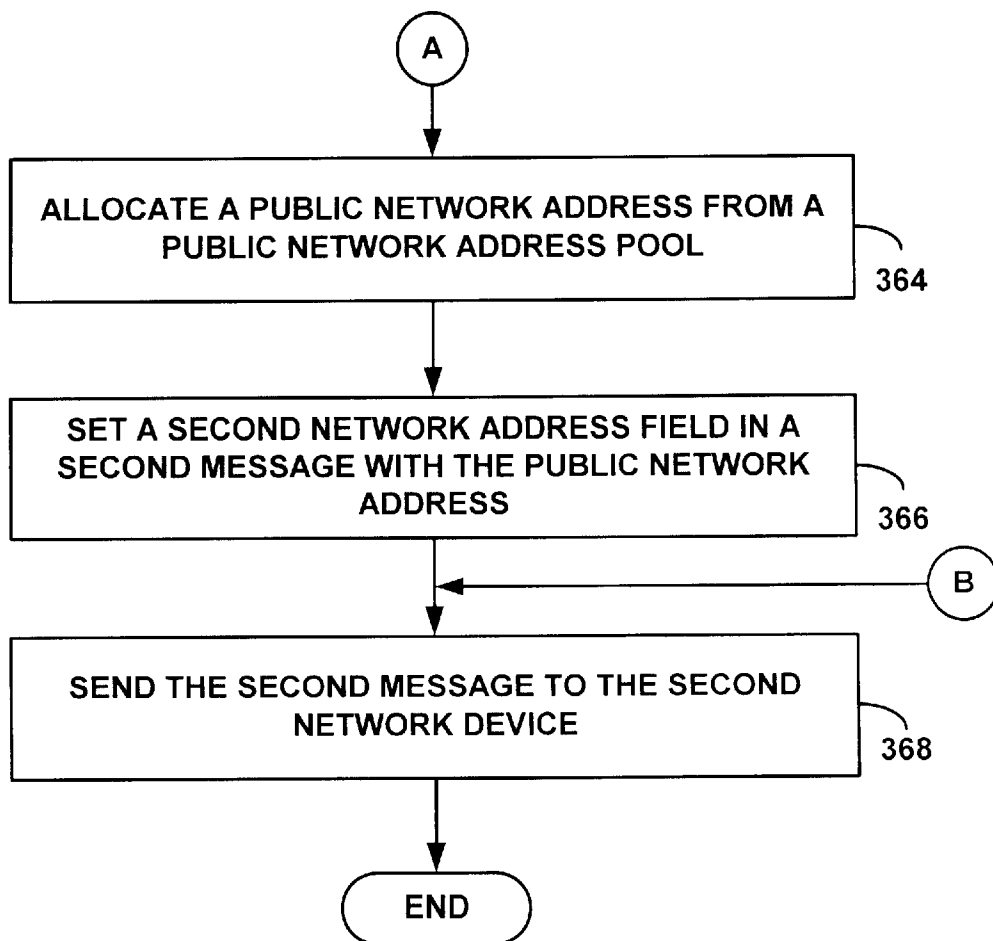 A
ALLOCATE A PUBLIC NETWORK ADDRESS FROM A
PUBLIC NETWORK ADDRESS POOL
364
SET A SECOND NETWORK ADDRESS FIELD IN A
SECOND MESSAGE WITH THE PUBLIC NETWORK
ADDRESS
366
B
SEND THE SECOND MESSAGE TO THE SECOND
NETWORK DEVICE
368
END